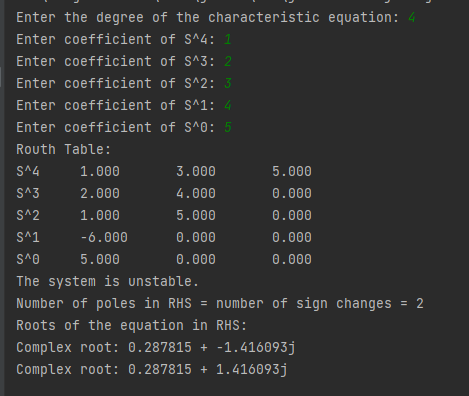 Enter the degree of the characteristic equation: 4
Enter coefficient of S^4: 1
Enter coefficient of S^3: 2
Enter coefficient of S^2: 3
Enter coefficient of S^1: 4
Enter coefficient of S^0: 5
Routh Table:
S^4 1.000 3.000 5.000
S^3 2.000 4.000 0.000
S^2 1.000 5.000 0.000
S^1 -6.000 0.000 0.000
S^0 5.000 0.000 0.000
The system is unstable.
Number of poles in RHS = number of sign changes = 2
Roots of the equation in RHS:
Complex root: 0.287815 + -1.416093j
Complex root: 0.287815 + 1.416093j